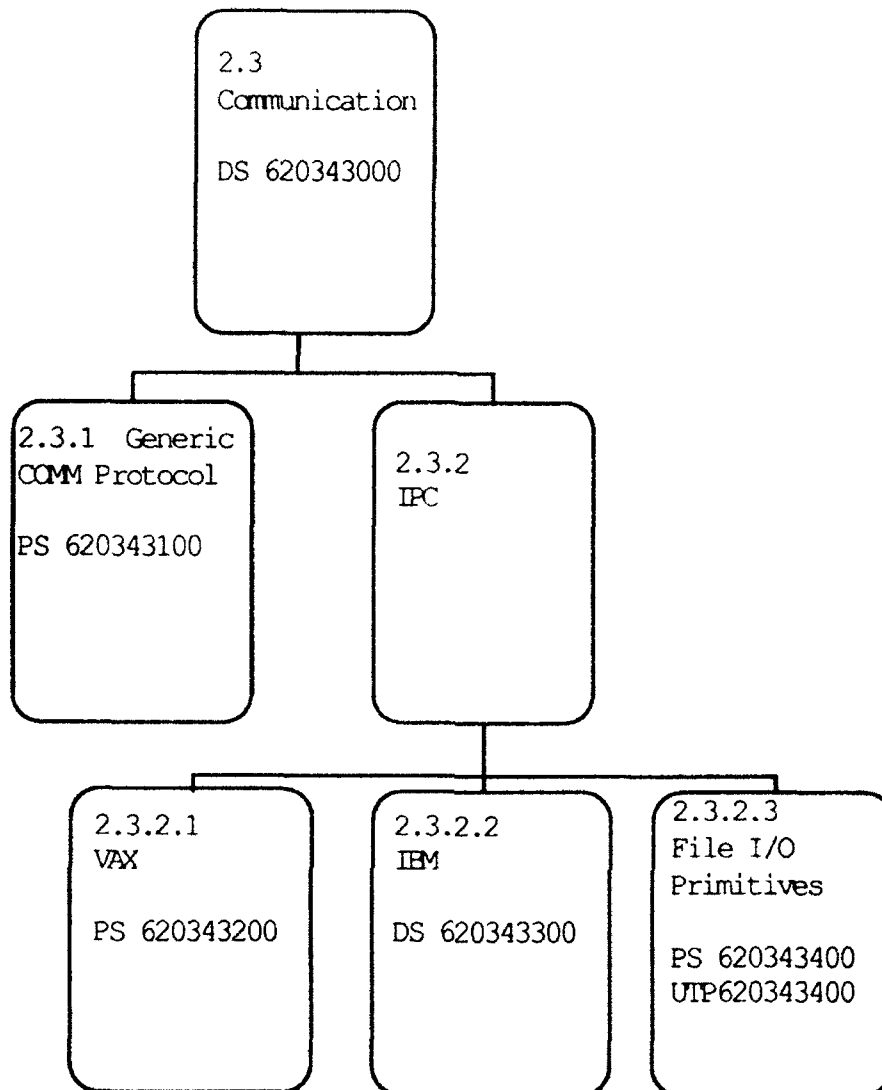 2.3
Communication
DS 620343000
2.3.1 Generic
COMM Protocol
PS 620343100
2.3.2
IPC
2.3.2.1
VAX
PS 620343200
2.3.2.2
IBM
DS 620343300
2.3.2.3
File I/O
Primitives
PS 620343400
UTP620343400